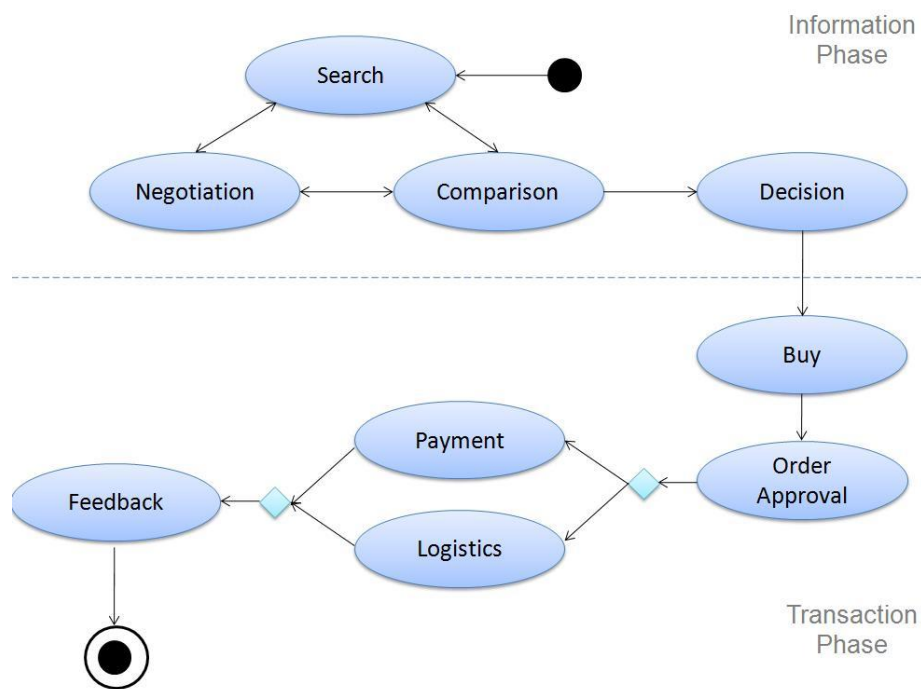 Information
Phase
Search
Negotiation
Comparison
Decision
Buy
Payment
Order
Approval
Feedback
Logistics
Transaction
Phase